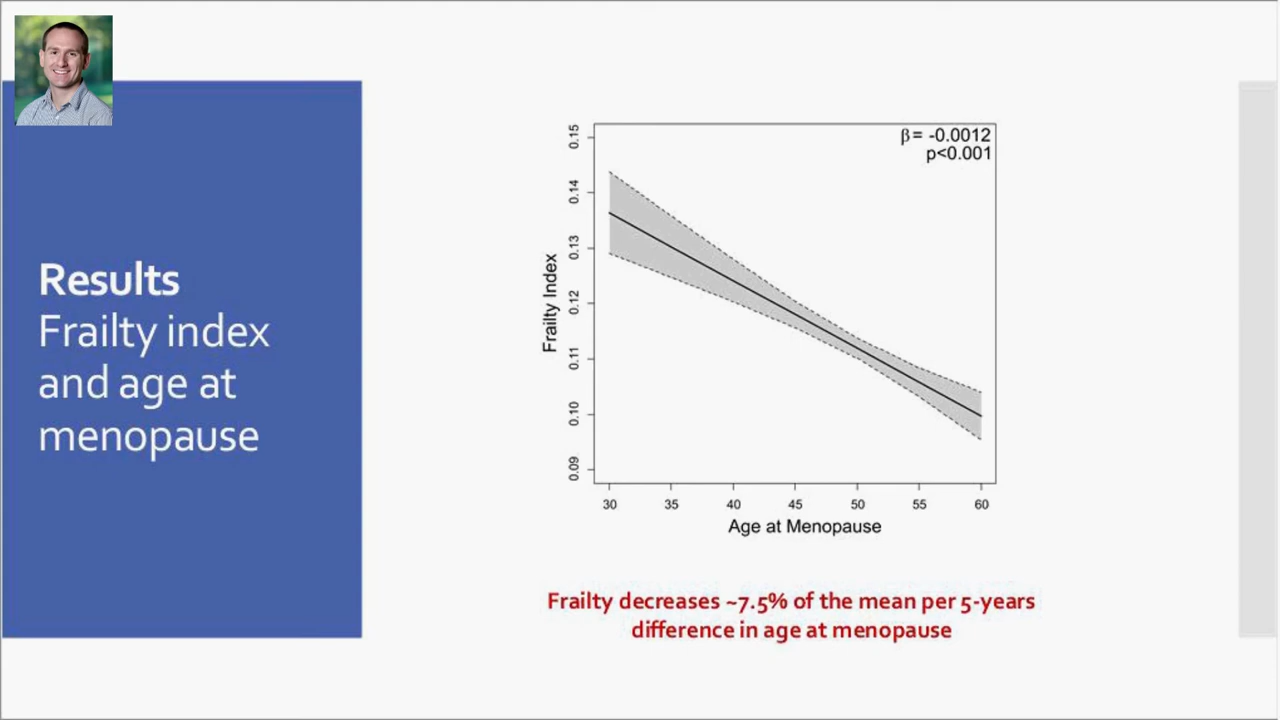 Results
Frailty index
and age at
menopause
β= -0.0012
p<0.001
Frailty Index
0.15
0.14
0.13
0.12
0.11
0.10
0.09
30 35 40 45 50 55 60
Age at Menopause
Frailty decreases ~7.5% of the mean per 5-years
difference in age at menopause